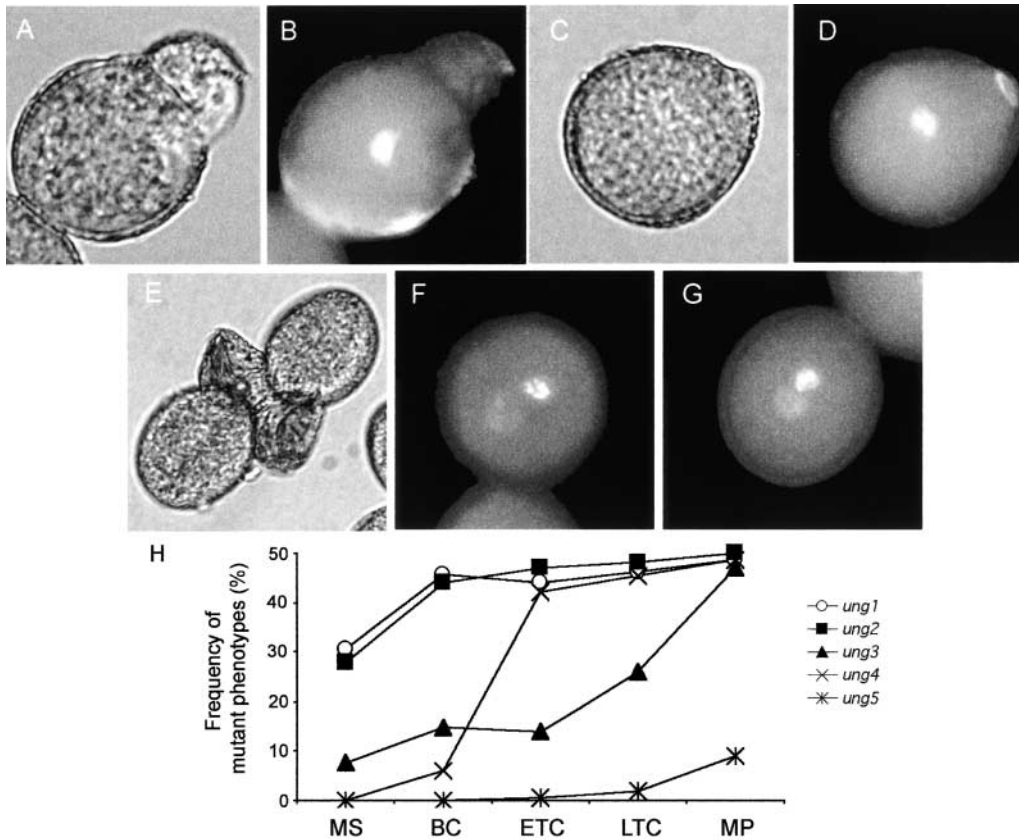 A
B
C
D
E
F
G
H
Frequency of
mutant phenotypes (%)
50
40
30
20
10
0
MS
BC
ETC
LTC
MP
ung1
ung2
ung3
ung4
ung5